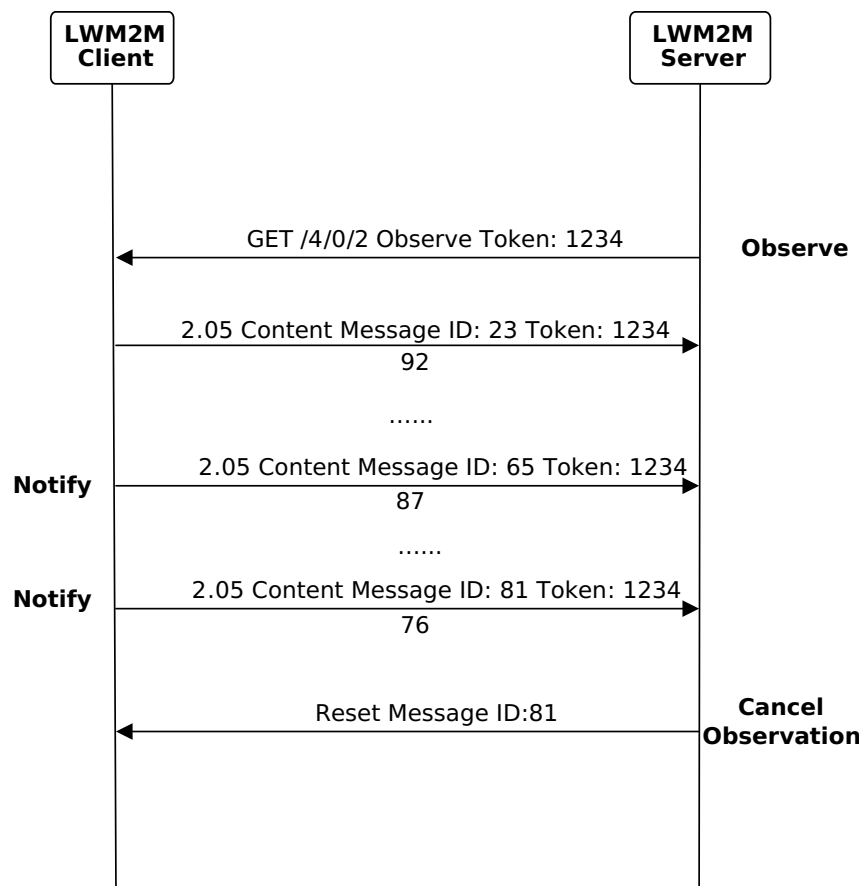 LWM2M
Client
LWM2M
Server
GET /4/0/2 Observe Token: 1234
Observe
2.05 Content Message ID: 23 Token: 1234
92
......
2.05 Content Message ID: 65 Token: 1234
Notify
87
......
2.05 Content Message ID: 81 Token: 1234
Notify
76
Reset Message ID:81
Cancel
Observation